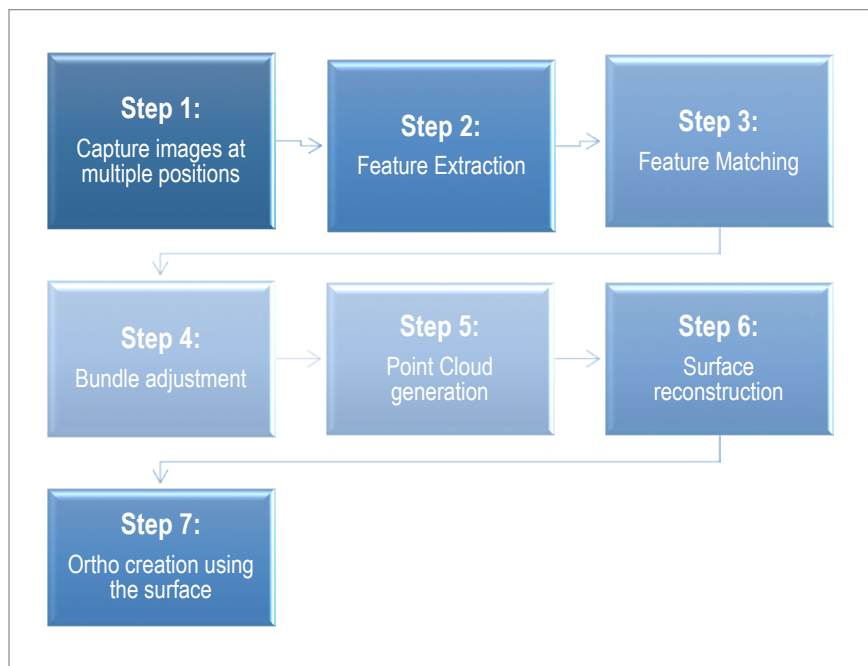 Step 1:
Capture images at
multiple positions
Step 2:
Feature Extraction
Step 3:
Feature Matching
Step 4:
Bundle adjustment
Step 5:
Point Cloud
generation
Step 6:
Surface
reconstruction
Step 7:
Ortho creation using
the surface